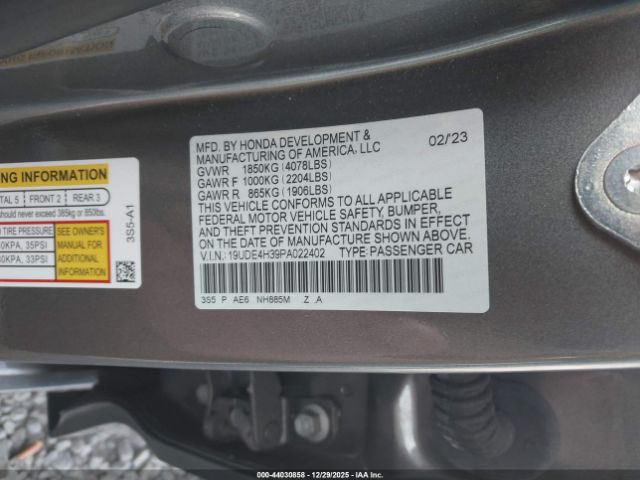 MFD. BY HONDA DEVELOPMENT & 02/'23
MANUFACTURING OF AMERICA, LLC
GVWR 1850KG (4078LBS)
GAWR F 1000KG (2204LBS)
GAWR R 865KG (1906LBS)
THIS VEHICLE CONFORMS TO ALL APPLICABLE
FEDERAL MOTOR VEHICLE SAFETY, BUMPER,
AND THEFT PREVENTION STANDARDS IN EFFECT
ON THE DATE OF MANUFACTURE SHOWN ABOVE.
V.I.N.: 19UDE4H39PA022402 TYPE: PASSENGER CAR
3S5 P AE6 NH885M Z .A
NG INFORMATION
TAL 5 FRONT 2 REAR 3
hould never exceed 385kg or 850lbs.
TIRE PRESSURE
0KPA, 35PSI
0KPA, 33PSI
SEE OWNER'S
MANUAL FOR
ADDITIONAL
INFORMATION
3S5-A1
000-44030858 - 12/29/2025 - IAA, Inc.